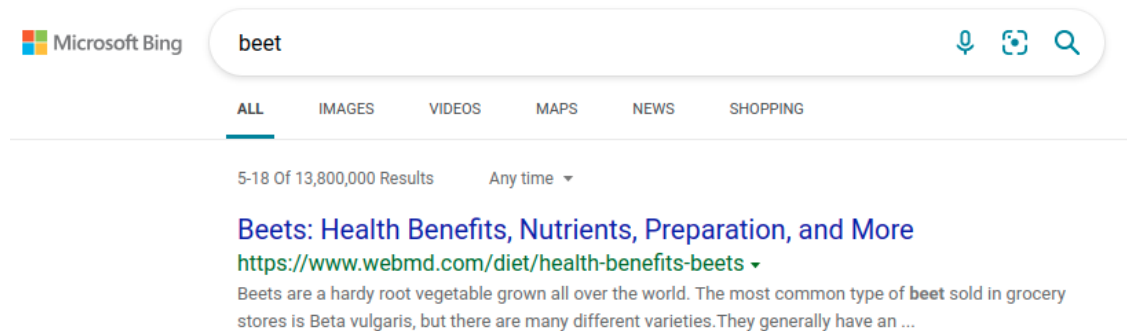 Microsoft Bing
beet
ALL IMAGES VIDEOS MAPS NEWS SHOPPING
5-18 Of 13,800,000 Results Any time
Beets: Health Benefits, Nutrients, Preparation, and More
https://www.webmd.com/diet/health-benefits-beets
Beets are a hardy root vegetable grown all over the world. The most common type of beet sold in grocery
stores is Beta vulgaris, but there are many different varieties.They generally have an ...